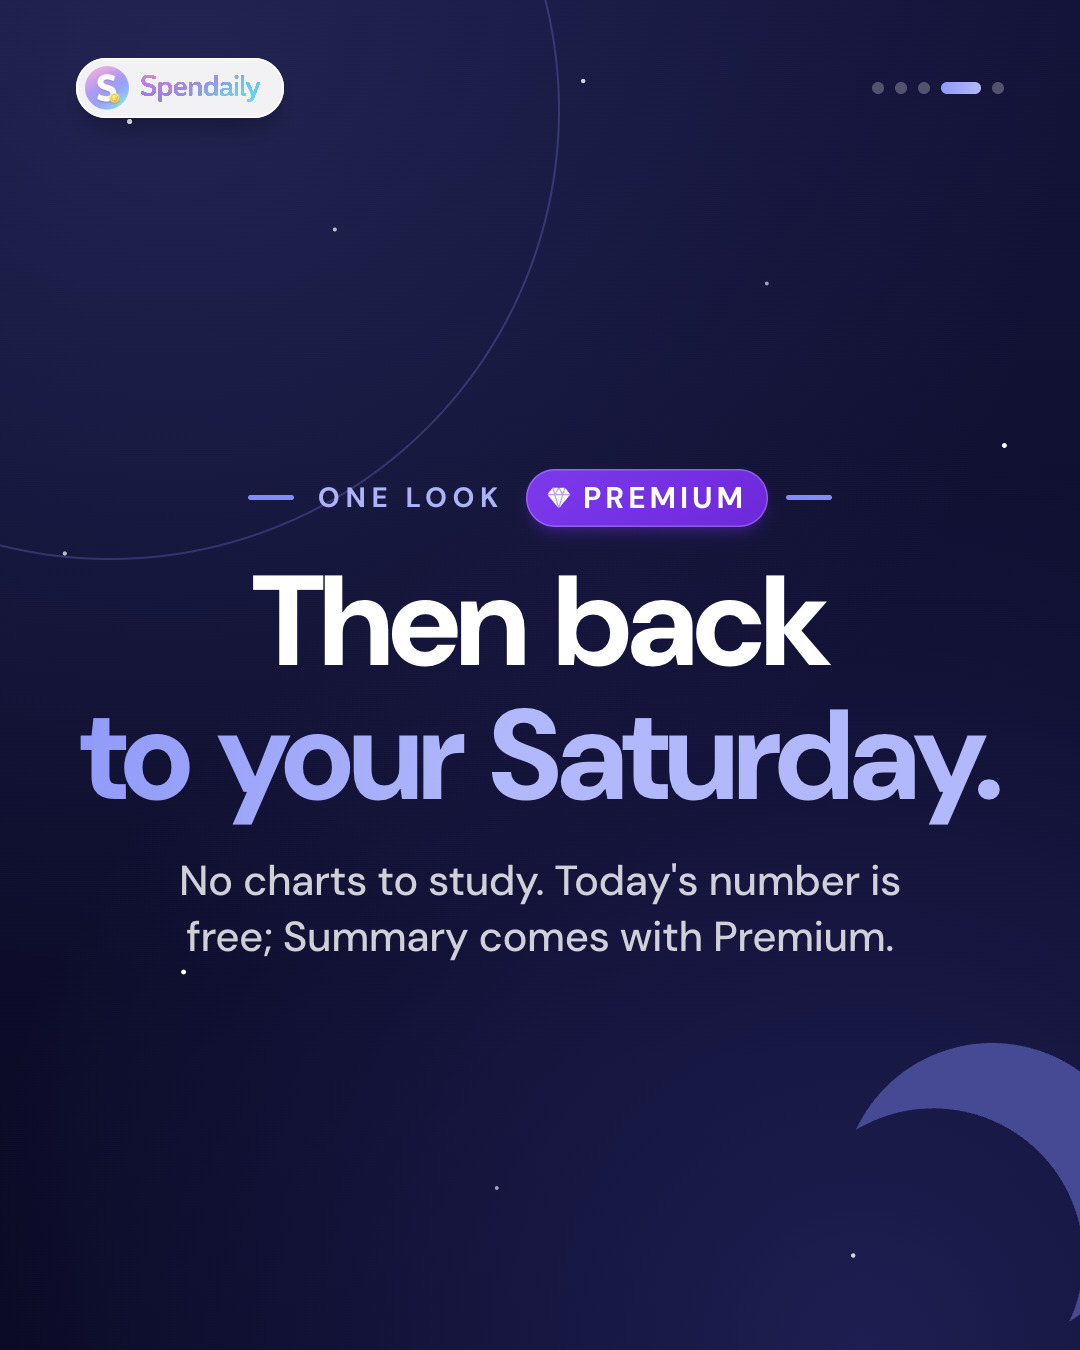 Spendaily
ONE LOOK PREMIUM
Then back
to your Saturday.
No charts to study. Today's number is
free; Summary comes with Premium.